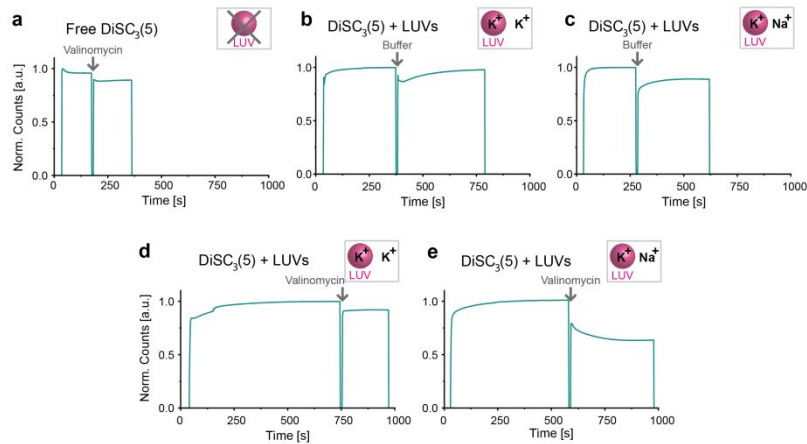 a
Free DiSC₃(5)
LUV
Valinomycin
Norm. Counts [a.u.]
1.0
0.5
0.0
0 250 500 750 1000
Time [s]
b
DiSC₃(5) + LUVs
K⁺ K⁺
LUV
Buffer
1.0
0.5
0.0
0 250 500 750 1000
Time [s]
c
DiSC₃(5) + LUVs
K⁺ Na⁺
LUV
Buffer
1.0
0.5
0.0
0 250 500 750 1000
Time [s]
d
DiSC₃(5) + LUVs
K⁺ K⁺
LUV
Valinomycin
Norm. Counts [a.u.]
1.0
0.5
0.0
0 250 500 750 1000
Time [s]
e
DiSC₃(5) + LUVs
K⁺ Na⁺
LUV
Valinomycin
1.0
0.5
0.0
0 250 500 750 1000
Time [s]